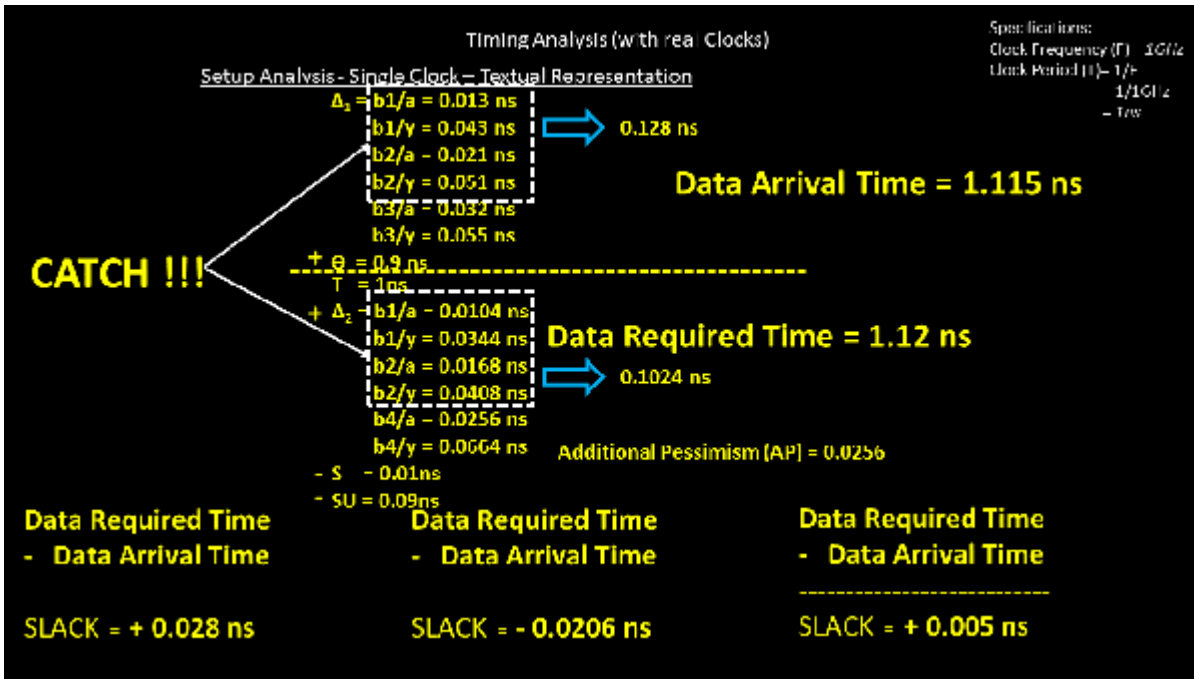 Timing Analysis (with real Clocks)
Specifications:
Clock Frequency (F) = 1GHz
Clock Period (T)= 1/F
1/1GHz
Setup Analysis - Single Clock – Textual Representation
Δ₁ = b1/a = 0.013 ns
b1/y = 0.043 ns
0.128 ns
b2/a = 0.021 ns
b2/y = 0.051 ns
Data Arrival Time = 1.115 ns
b3/a = 0.032 ns
b3/y = 0.055 ns
+ θ = 0.9 ns
CATCH !!!
T = 1ns
+ Δ₂ = b1/a = 0.0104 ns
b1/y = 0.0344 ns
Data Required Time = 1.12 ns
b2/a = 0.0168 ns
0.1024 ns
b2/y = 0.0408 ns
b4/a = 0.0256 ns
b4/y = 0.0664 ns
Additional Pessimism (AP) = 0.0256
- S = 0.01ns
- SU = 0.09ns
Data Required Time
- Data Arrival Time
SLACK = + 0.028 ns
Data Required Time
- Data Arrival Time
SLACK = - 0.0206 ns
Data Required Time
- Data Arrival Time
---------------------------
SLACK = + 0.005 ns